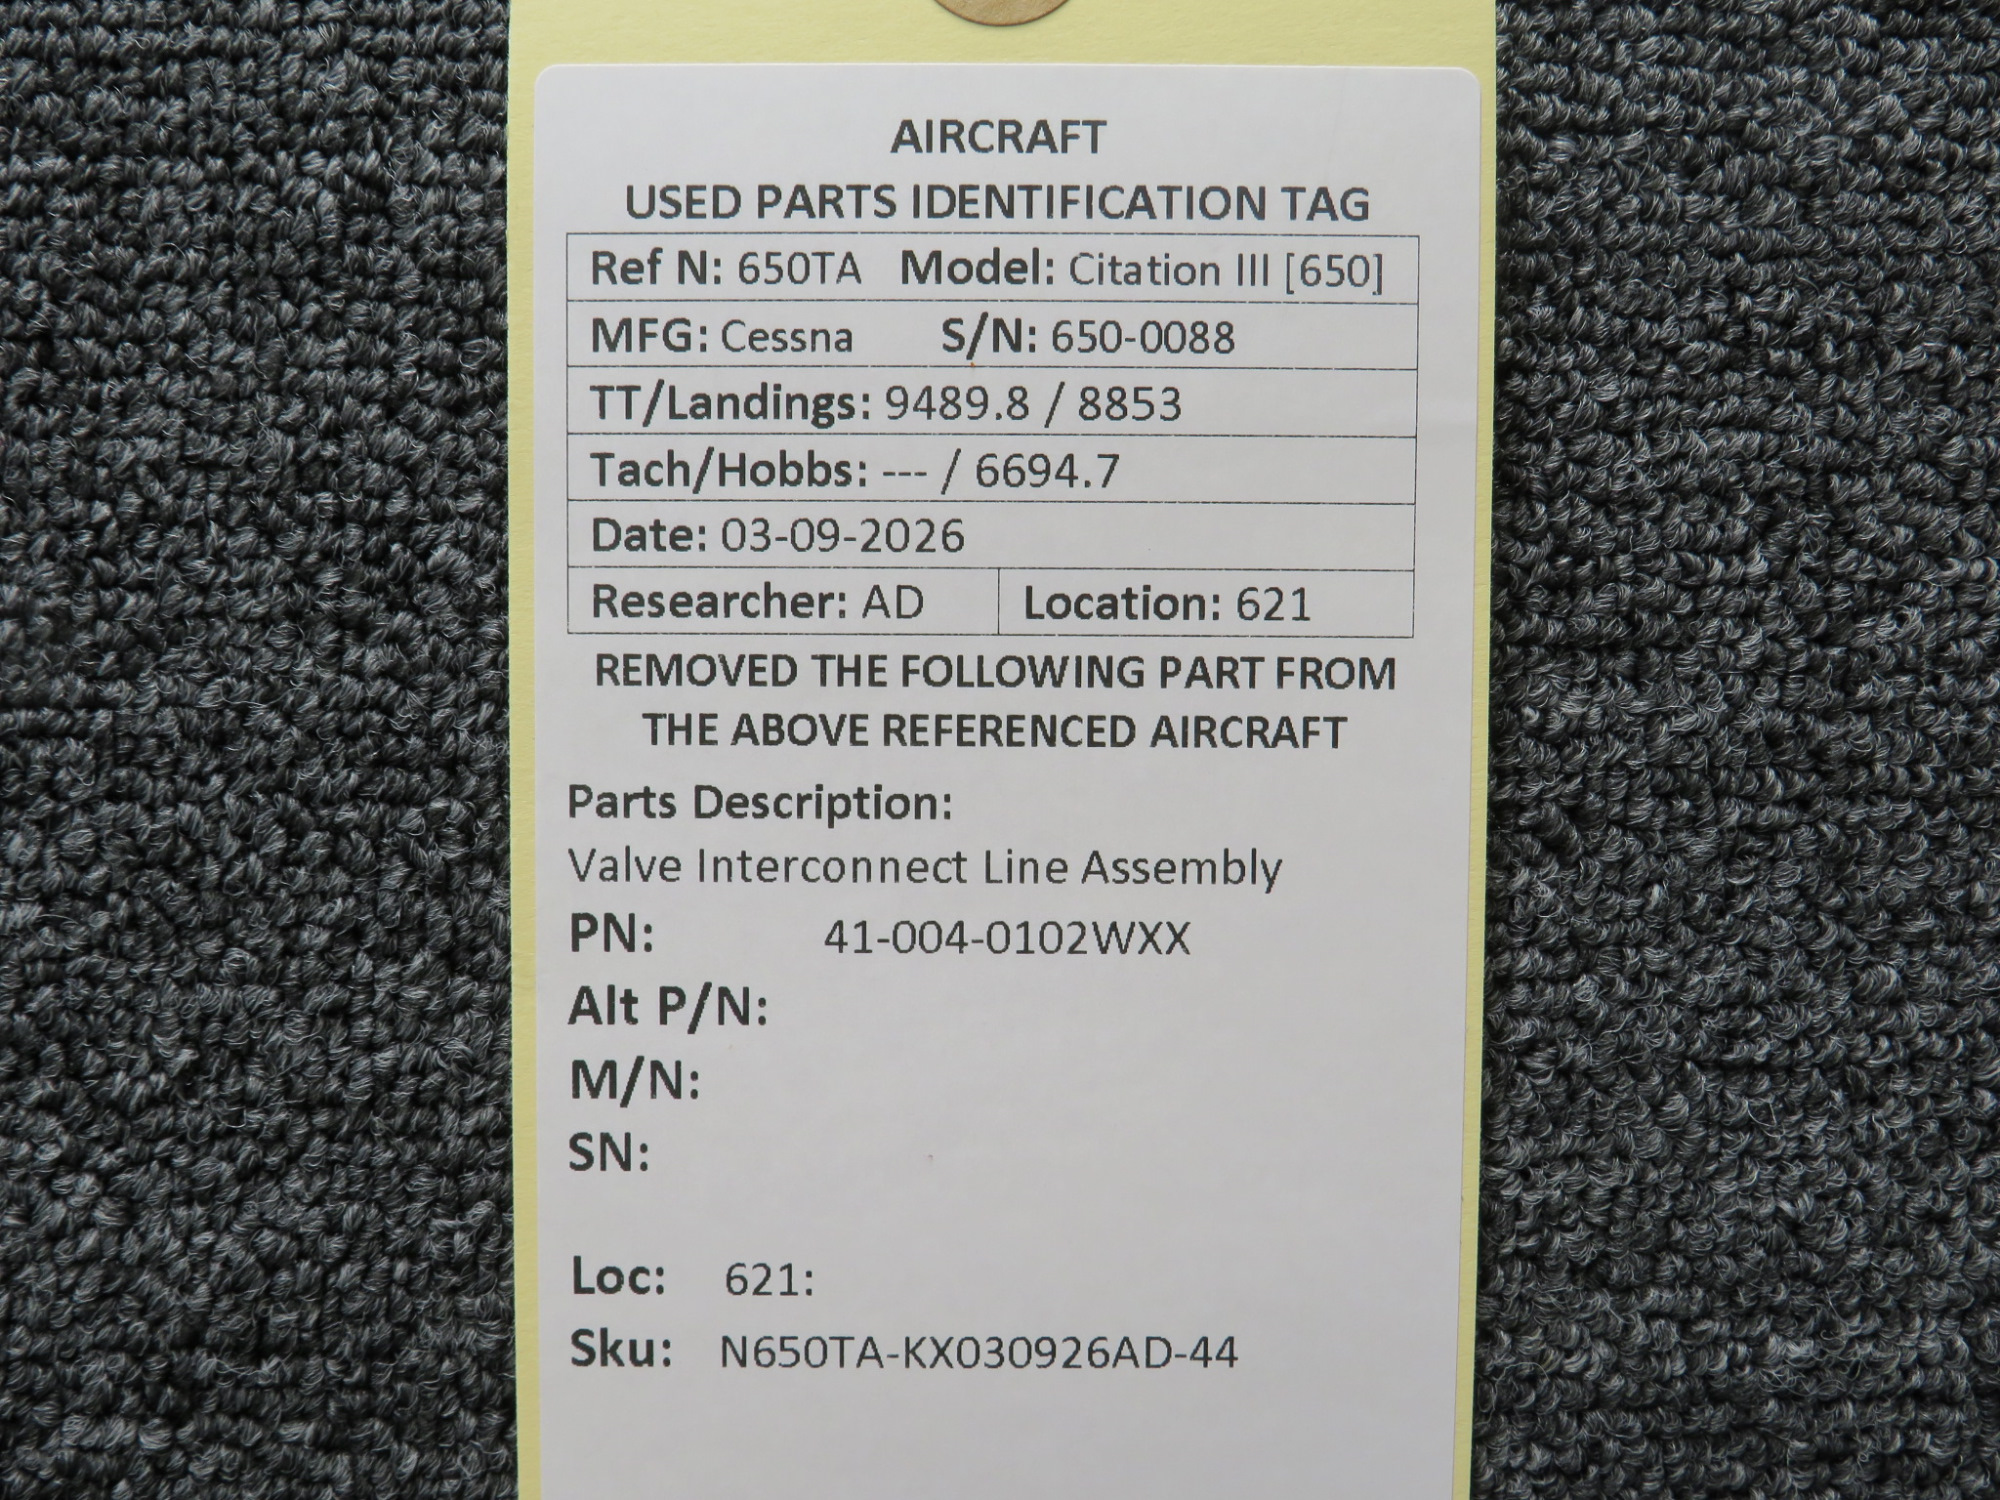 AIRCRAFT
USED PARTS IDENTIFICATION TAG
Ref N: 650TA Model: Citation III [650]
MFG: Cessna S/N: 650-0088
TT/Landings: 9489.8 / 8853
Tach/Hobbs: --- / 6694.7
Date: 03-09-2026
Researcher: AD Location: 621
REMOVED THE FOLLOWING PART FROM
THE ABOVE REFERENCED AIRCRAFT
Parts Description:
Valve Interconnect Line Assembly
PN: 41-004-0102WXX
Alt P/N:
M/N:
SN:
Loc: 621:
Sku: N650TA-KX030926AD-44